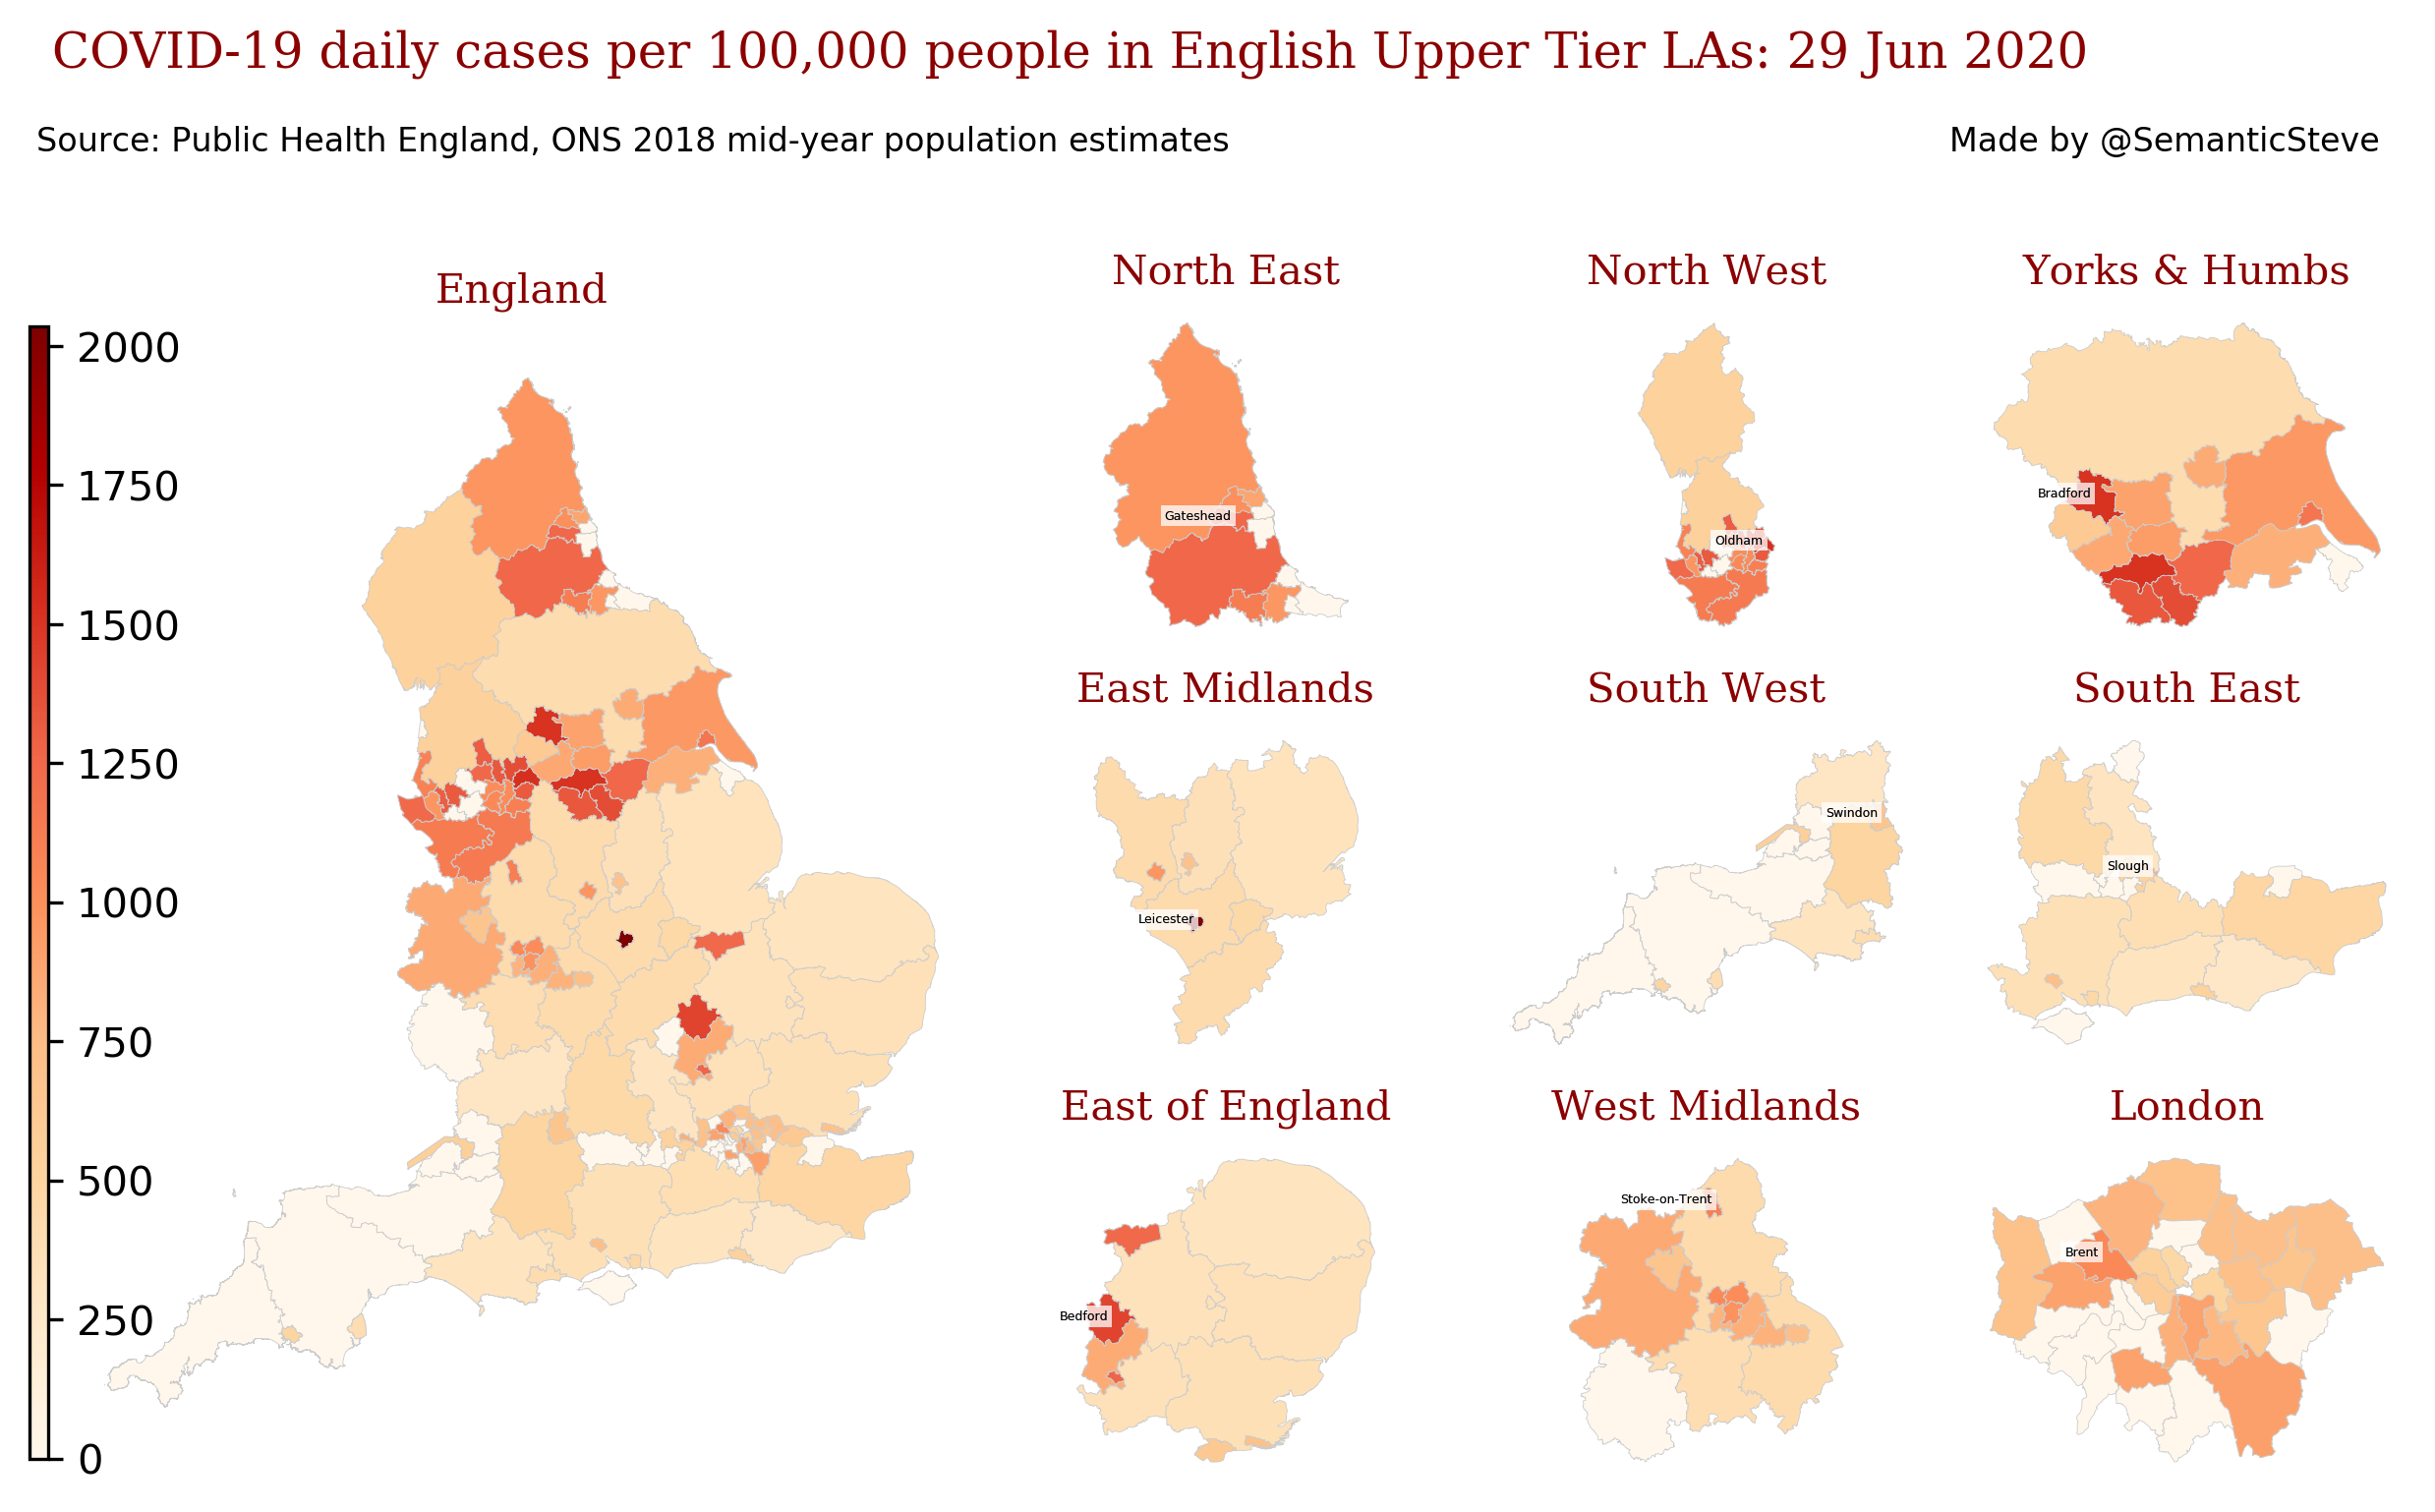 COVID-19 daily cases per 100,000 people in English Upper Tier LAs: 29 Jun 2020
Source: Public Health England, ONS 2018 mid-year population estimates
Made by @SemanticSteve
England
North East
North West
Yorks & Humbs
2000
1750
1500
1250
1000
750
500
250
0
Gateshead
Oldham
Bradford
East Midlands
South West
South East
Leicester
Swindon
Slough
East of England
West Midlands
London
Bedford
Stoke-on-Trent
Brent